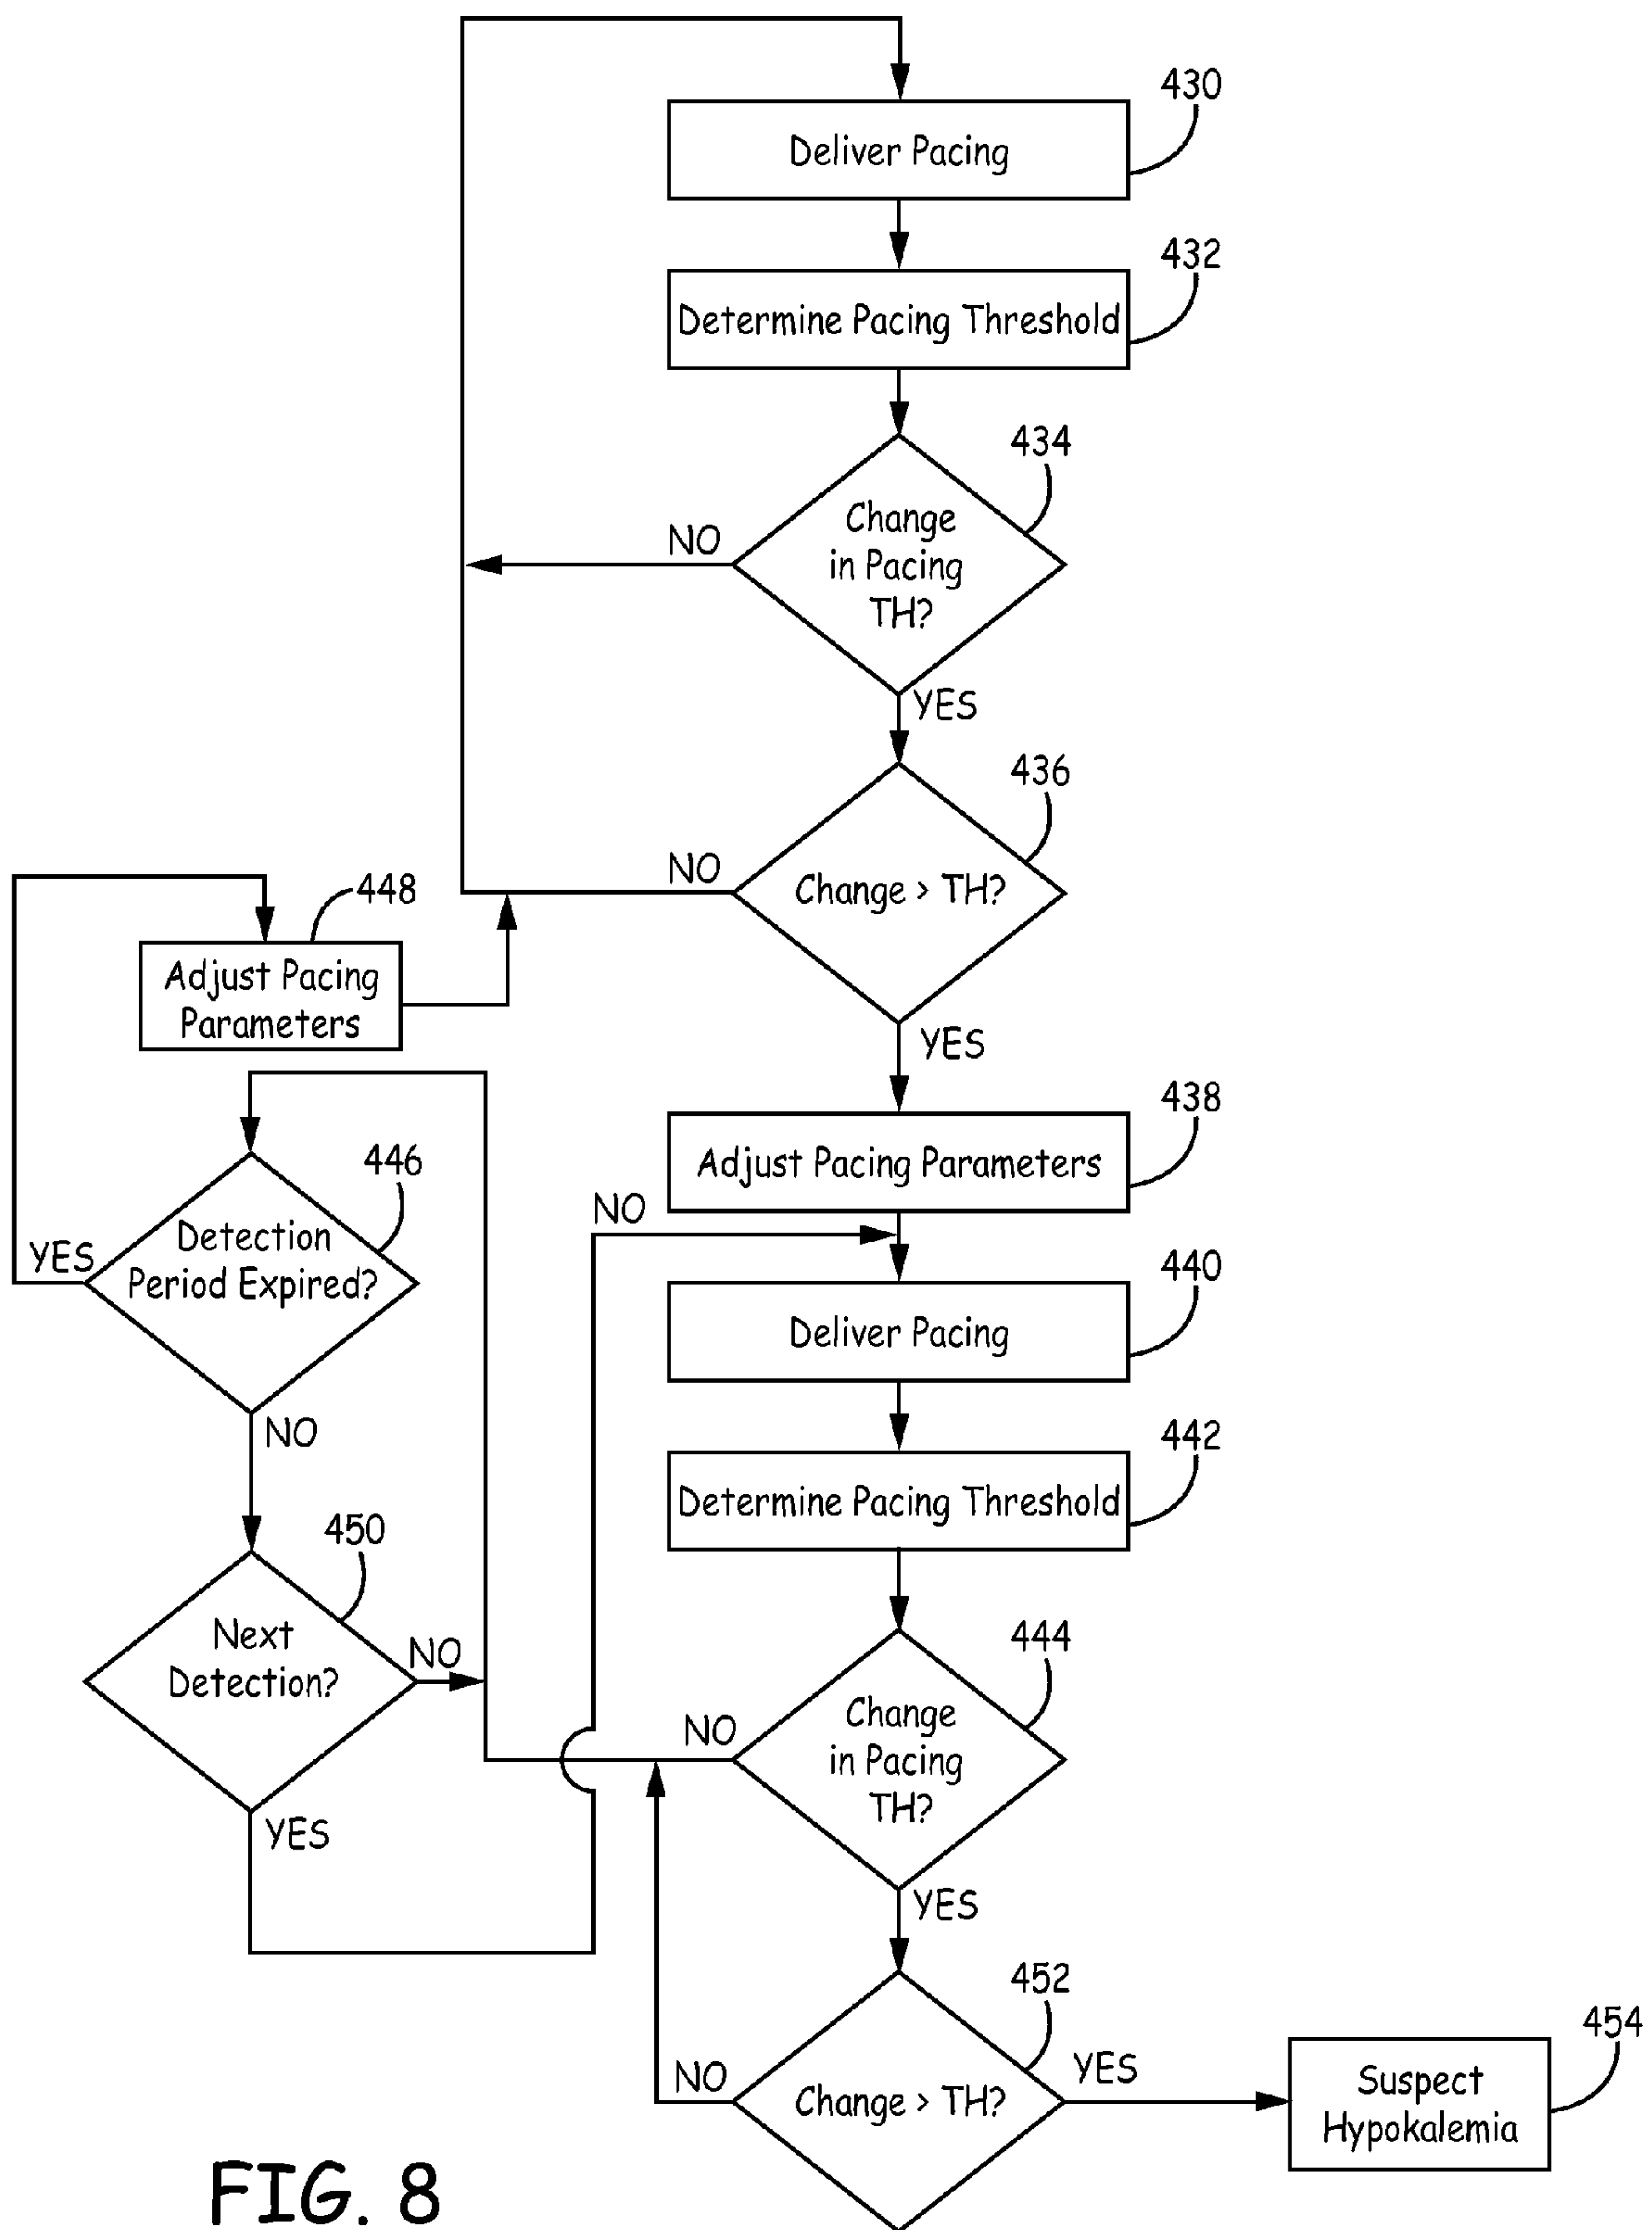 430
Deliver Pacing
432
Determine Pacing Threshold
434
Change
in Pacing
TH?
NO
YES
436
Change > TH?
NO
YES
448
Adjust Pacing
Parameters
438
Adjust Pacing Parameters
446
Detection
Period Expired?
YES
NO
NO
440
Deliver Pacing
442
Determine Pacing Threshold
450
Next
Detection?
NO
YES
444
Change
in Pacing
TH?
NO
YES
452
Change > TH?
NO
YES
454
Suspect
Hypokalemia
FIG. 8